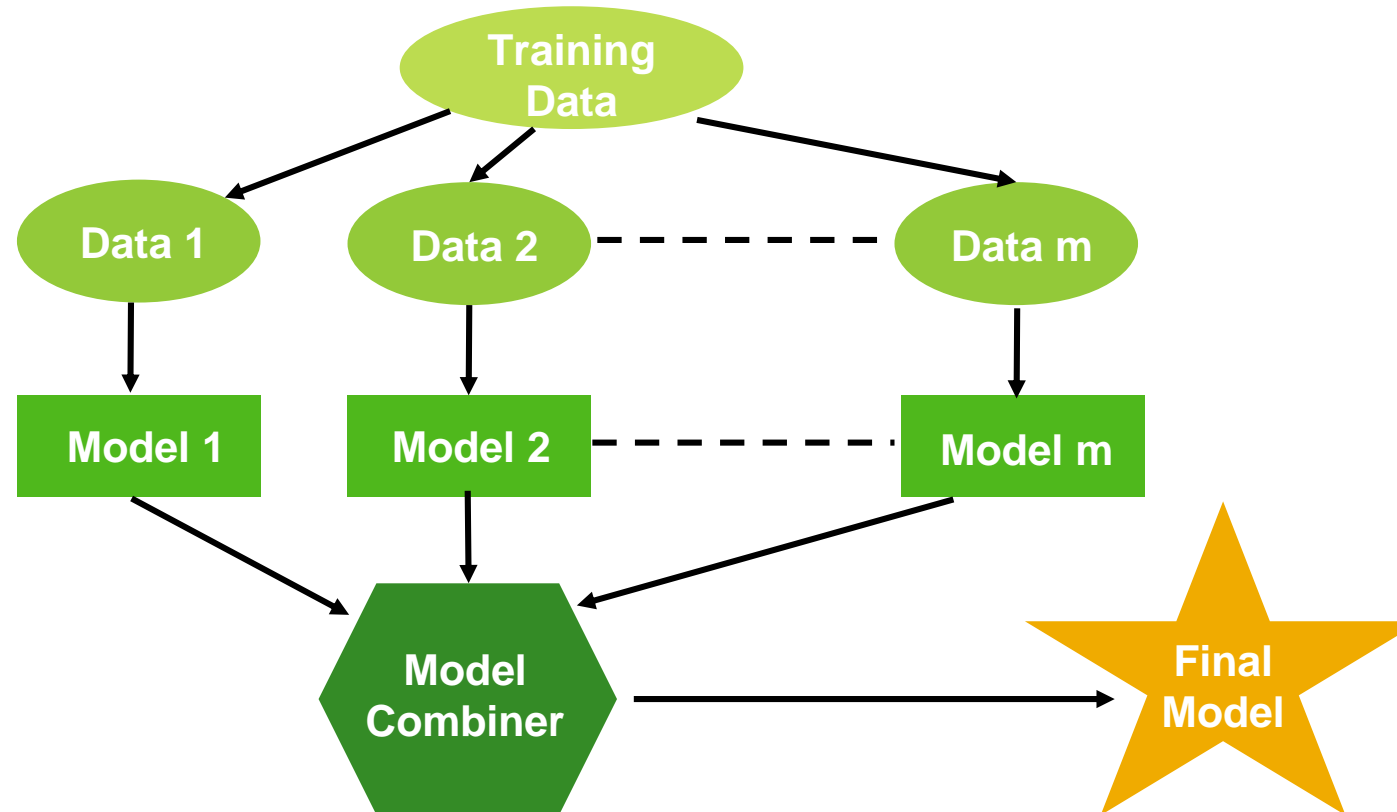 Training
Data
Data 1
Data 2
Data m
Model 1
Model 2
Model m
Model
Combiner
Final
Model